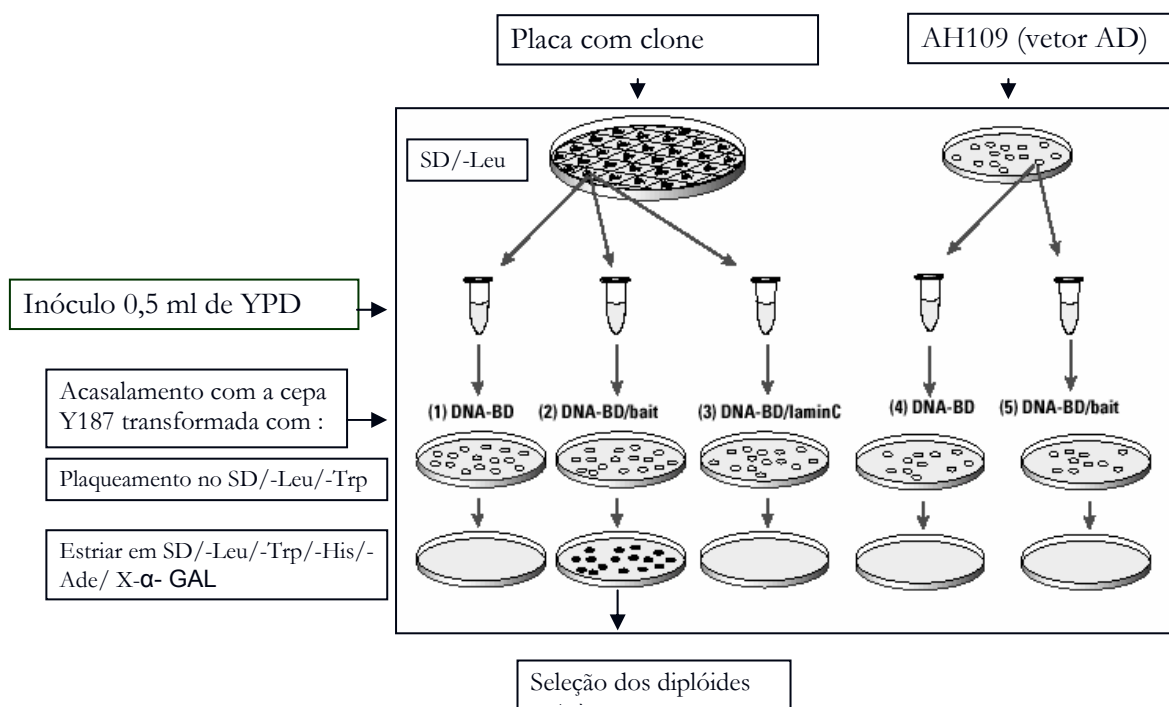 Placa com clone
AH109 (vetor AD)
SD/-Leu
Inóculo 0,5 ml de YPD
Acasalamento com a cepa
Y187 transformada com :
(1) DNA-BD
(2) DNA-BD/bait
(3) DNA-BD/laminC
(4) DNA-BD
(5) DNA-BD/bait
Plaqueamento no SD/-Leu/-Trp
Estriar em SD/-Leu/-Trp/-His/-
Ade/ X-α- GAL
Seleção dos diplóides